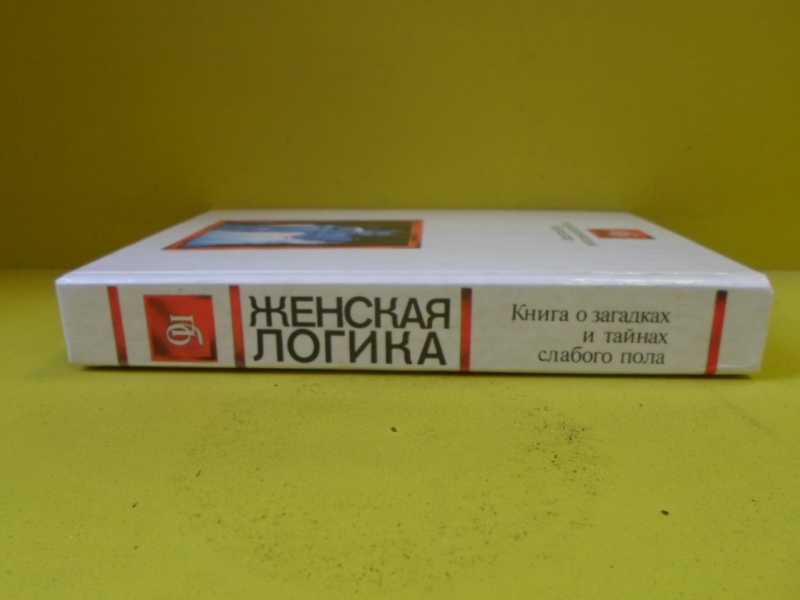 ЖЕНСКАЯ
ЛОГИКА
Книга о загадках
и тайнах
слабого пола